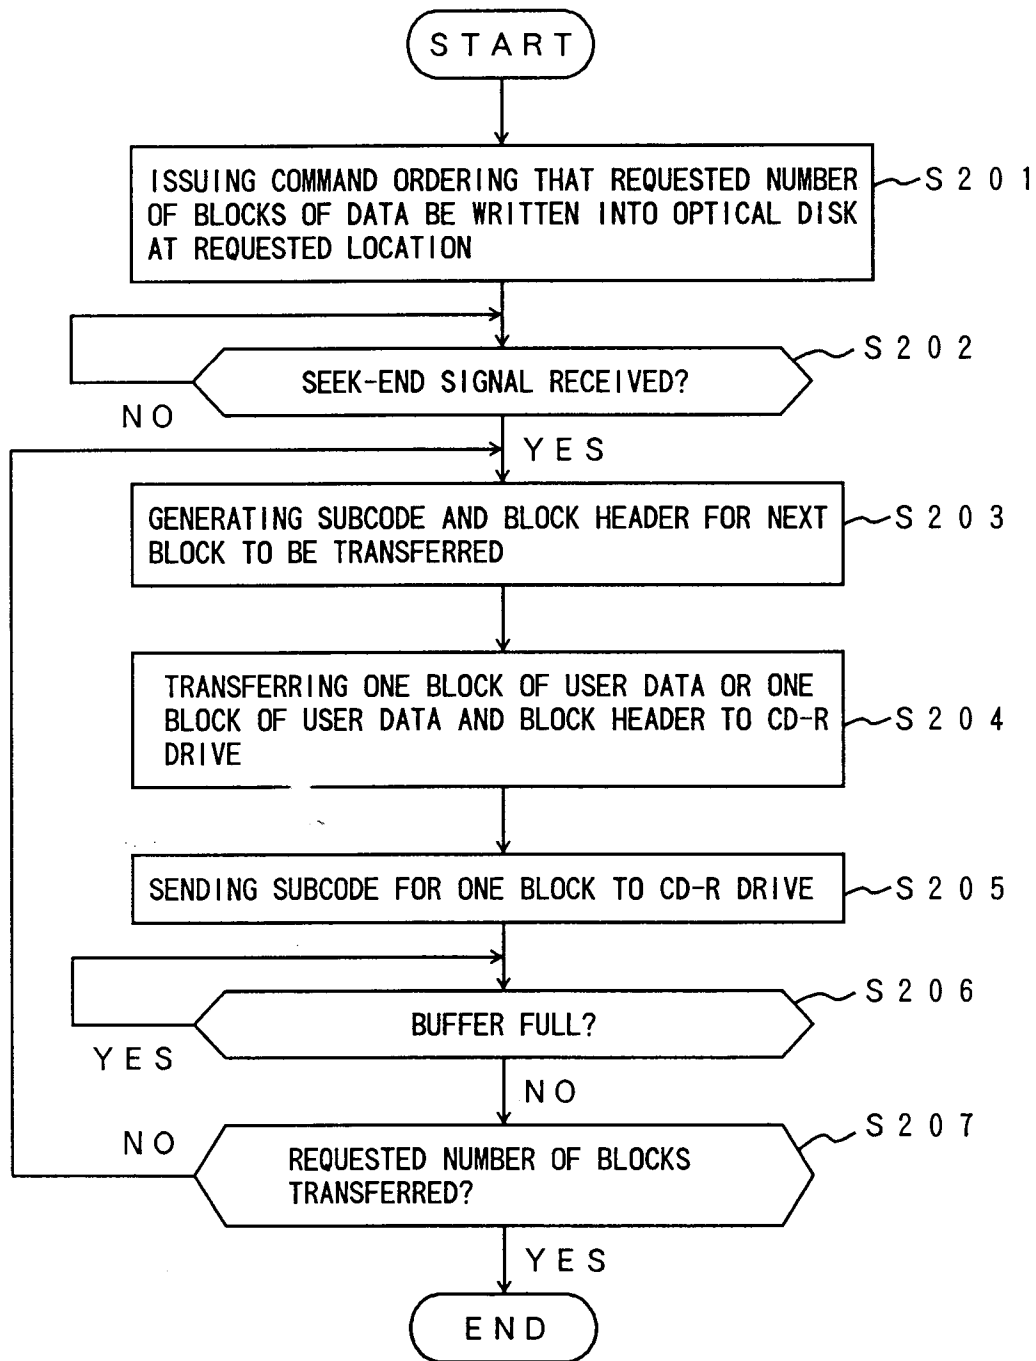 START
ISSUING COMMAND ORDERING THAT REQUESTED NUMBER
OF BLOCKS OF DATA BE WRITTEN INTO OPTICAL DISK
AT REQUESTED LOCATION
S201
SEEK-END SIGNAL RECEIVED?
S202
NO
YES
GENERATING SUBCODE AND BLOCK HEADER FOR NEXT
BLOCK TO BE TRANSFERRED
S203
TRANSFERRING ONE BLOCK OF USER DATA OR ONE
BLOCK OF USER DATA AND BLOCK HEADER TO CD-R
DRIVE
S204
SENDING SUBCODE FOR ONE BLOCK TO CD-R DRIVE
S205
BUFFER FULL?
S206
YES
NO
REQUESTED NUMBER OF BLOCKS
TRANSFERRED?
S207
NO
YES
END